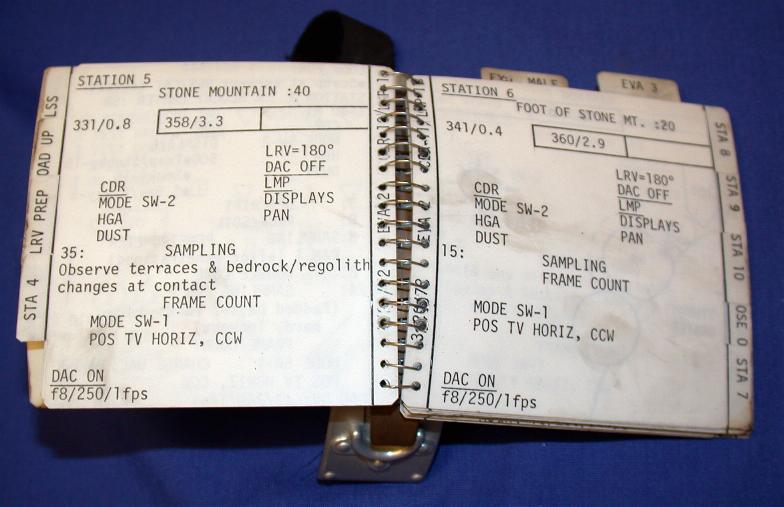 STATION 5
STONE MOUNTAIN :40
331/0.8 358/3.3
LRV=180°
DAC OFF
CDR LMP
MODE SW-2 DISPLAYS
HGA PAN
DUST
35: SAMPLING
Observe terraces & bedrock/regolith
changes at contact
FRAME COUNT
MODE SW-1
POS TV HORIZ, CCW
DAC ON
f8/250/1fps
LSS
OAD UP
LRV PREP
STA 4
EVA 2
EVA 2
EVA 3
STATION 6
FOOT OF STONE MT. :20
341/0.4 360/2.9
LRV=180°
DAC OFF
CDR LMP
MODE SW-2 DISPLAYS
HGA PAN
DUST
15:
SAMPLING
FRAME COUNT
MODE SW-1
POS TV HORIZ, CCW
DAC ON
f8/250/1fps
STA 8
STA 9
STA 10
OSE O
STA 7